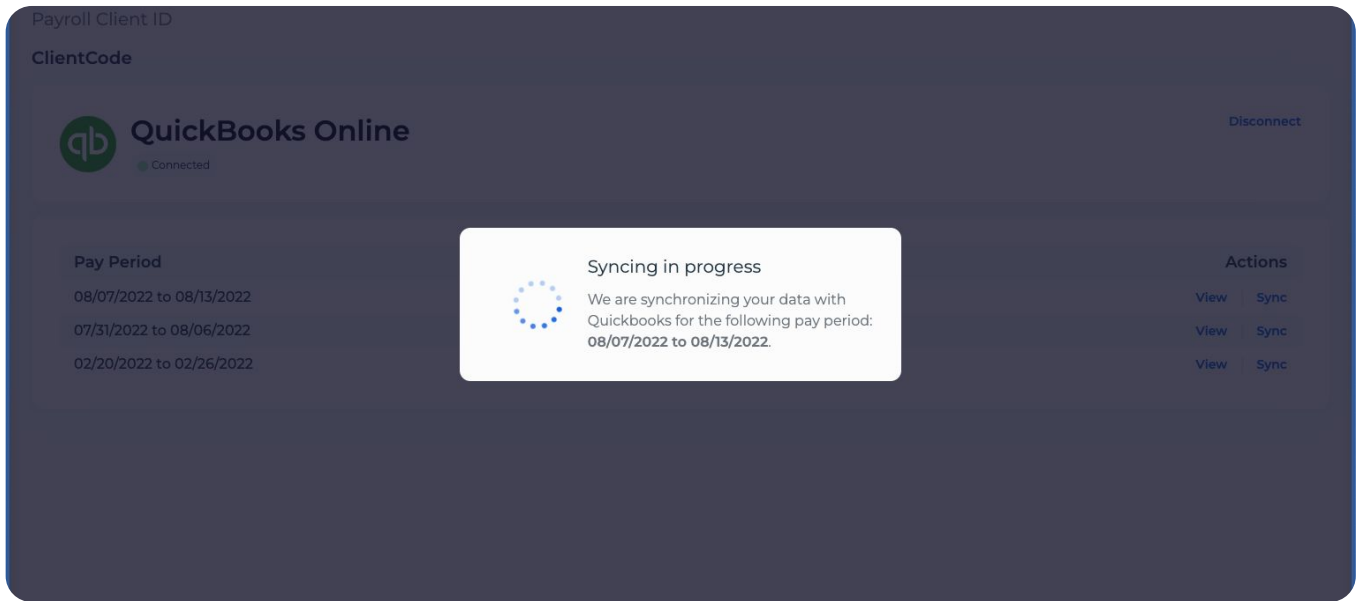 Payroll Client ID
ClientCode
qb
QuickBooks Online
Connected
Disconnect
Pay Period
Actions
08/07/2022 to 08/13/2022
View
Sync
07/31/2022 to 08/06/2022
View
Sync
02/20/2022 to 02/26/2022
View
Sync
Syncing in progress
We are synchronizing your data with
Quickbooks for the following pay period:
08/07/2022 to 08/13/2022.